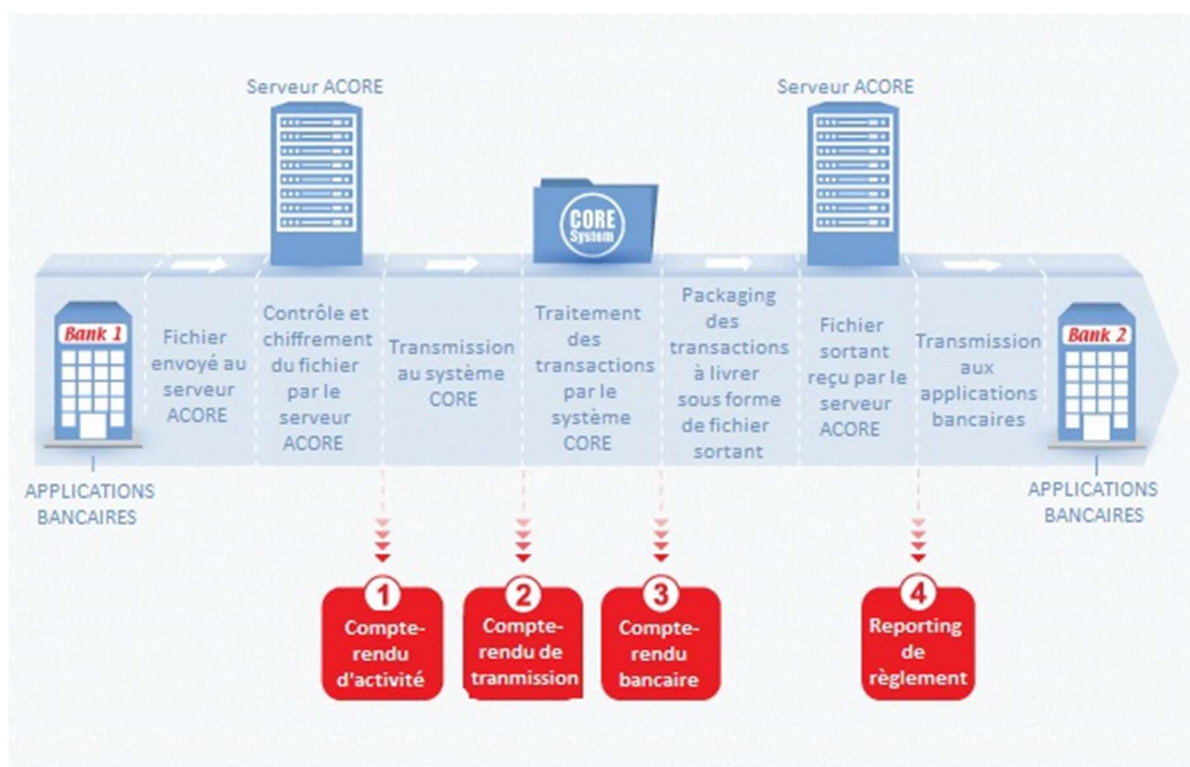 Serveur ACORE
Serveur ACORE
CORE
System
Bank 1
Fichier
envoyé au
serveur
ACORE
Contrôle et
chiffrement
du fichier
par le
serveur
ACORE
Transmission
au système
CORE
Traitement
des
transactions
par le
système
CORE
Packaging
des
transactions
à livrer
sous forme
de fichier
sortant
Fichier
sortant
reçu par le
serveur
ACORE
Transmission
aux
applications
bancaires
Bank 2
APPLICATIONS
BANCAIRES
APPLICATIONS
BANCAIRES
1
Compte-
rendu
d'activité
2
Compte-
rendu de
tranmission
3
Compte-
rendu
bancaire
4
Reporting
de
règlement